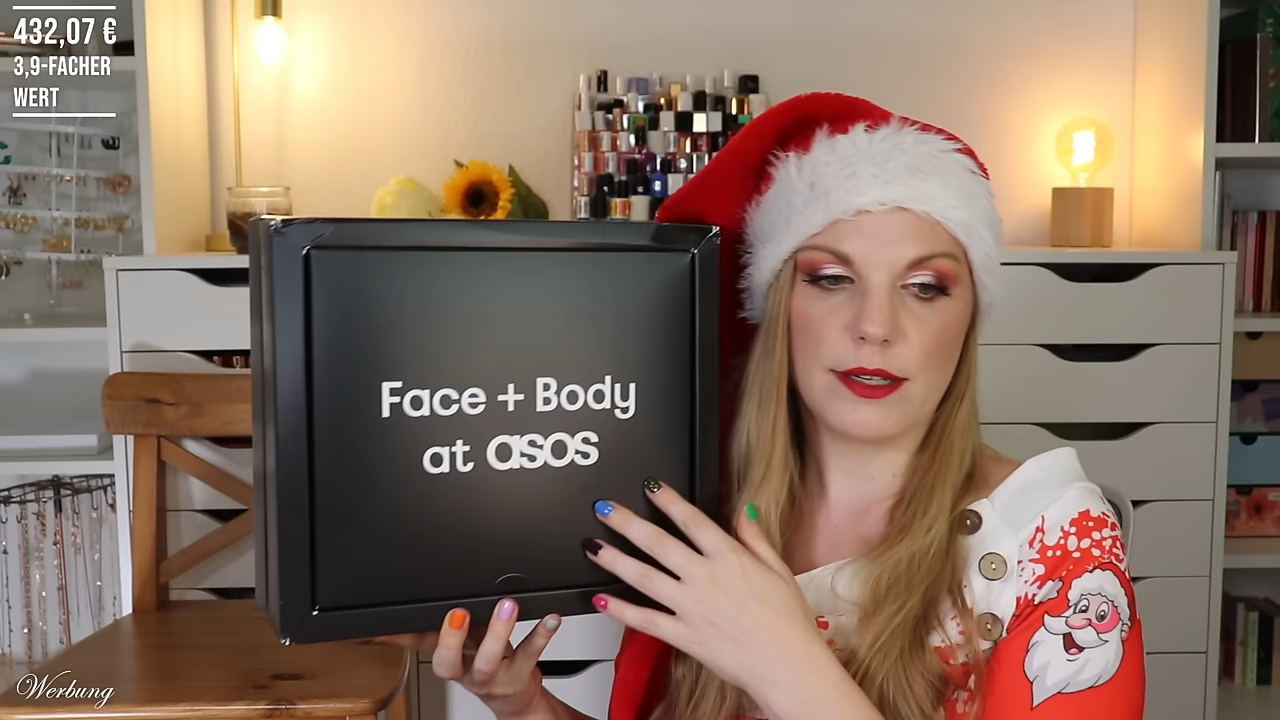 432,07 €
3,9-FACHER
WERT
Face + Body
at asos
Werbung